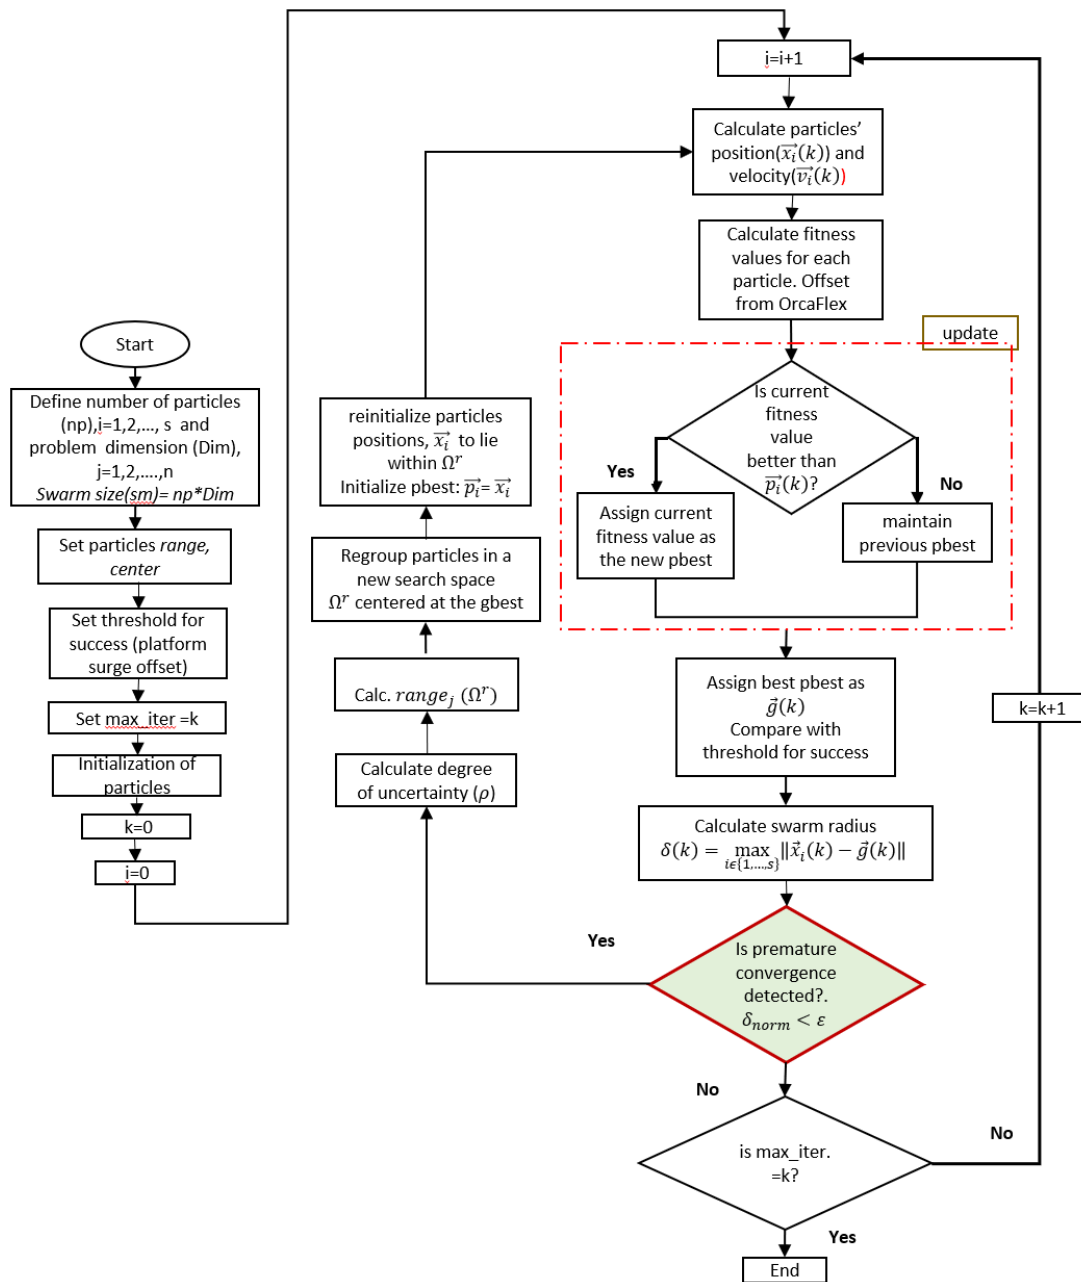 Start
Define number of particles
(np),i=1,2,..., s and
problem dimension (Dim),
j=1,2,....,n
Swarm size(sm)= np*Dim
Set particles range,
center
Set threshold for
success (platform
surge offset)
Set max_iter =k
Initialization of
particles
k=0
i=0
i=i+1
Calculate particles’
position(x⃗ᵢ(k)) and
velocity(v⃗ᵢ(k))
Calculate fitness
values for each
particle. Offset
from OrcaFlex
update
Is current
fitness
value
better than
p⃗ᵢ(k)?
Yes
No
Assign current
fitness value as
the new pbest
maintain
previous pbest
Assign best pbest as
g⃗(k)
Compare with
threshold for success
Calculate swarm radius
δ(k) = max ‖x⃗ᵢ(k) − g⃗(k)‖
iϵ{1,…,s}
Is premature
convergence
detected?.
δnorm < ε
Yes
No
Calculate degree
of uncertainty (ρ)
Calc. rangeⱼ (Ωʳ)
Regroup particles in a
new search space
Ωʳ centered at the gbest
reinitialize particles
positions, x⃗ᵢ to lie
within Ωʳ
Initialize pbest: p⃗ᵢ= x⃗ᵢ
is max_iter.
=k?
No
k=k+1
Yes
End